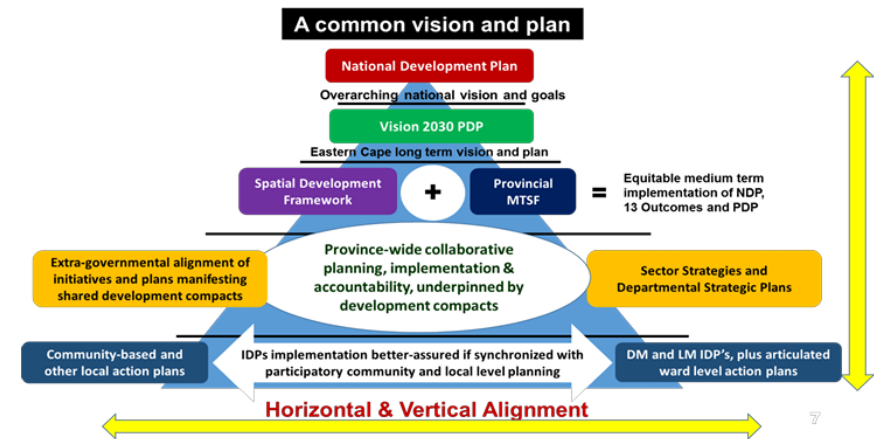 A common vision and plan
National Development Plan
Overarching national vision and goals
Vision 2030 PDP
Eastern Cape long term vision and plan
Spatial Development
Framework
+
Provincial
MTSF
=
Equitable medium term
implementation of NDP,
13 Outcomes and PDP
Extra-governmental alignment of
initiatives and plans manifesting
shared development compacts
Province-wide collaborative
planning, implementation &
accountability, underpinned by
development compacts
Sector Strategies and
Departmental Strategic Plans
Community-based and
other local action plans
IDPs implementation better-assured if synchronized with
participatory community and local level planning
DM and LM IDP's, plus articulated
ward level action plans
Horizontal & Vertical Alignment
7